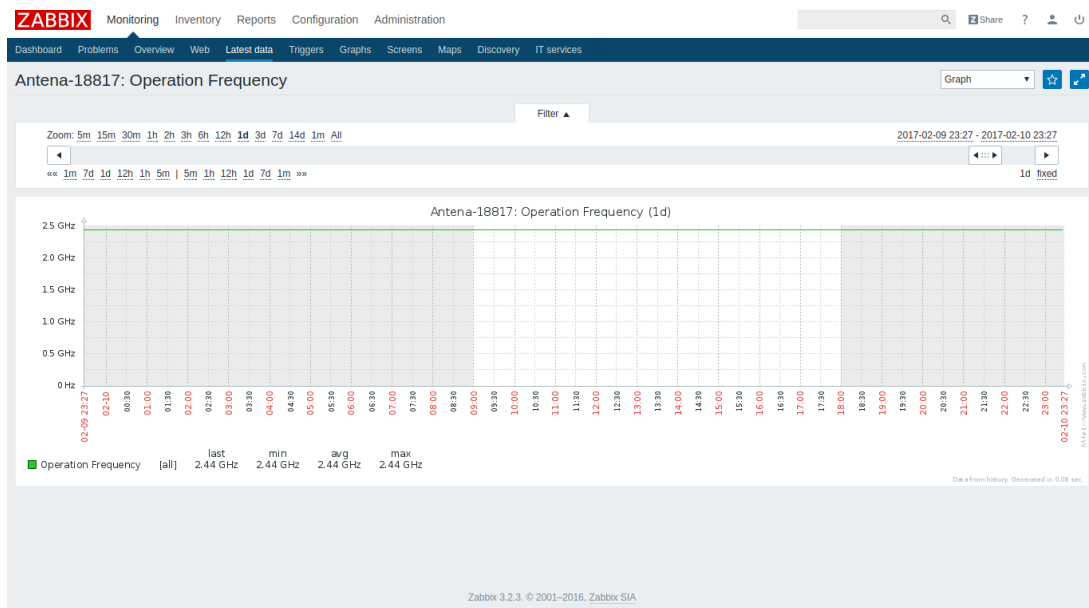 ZABBIX Monitoring Inventory Reports Configuration Administration Z Share ?
Dashboard Problems Overview Web Latest data Triggers Graphs Screens Maps Discovery IT services
Antena-18817: Operation Frequency Graph
Filter
Zoom: 5m 15m 30m 1h 2h 3h 6h 12h 1d 3d 7d 14d 1m All 2017-02-09 23:27 - 2017-02-10 23:27
«« 1m 7d 1d 12h 1h 5m | 5m 1h 12h 1d 7d 1m »» 1d fixed
Antena-18817: Operation Frequency (1d)
2.5 GHz
2.0 GHz
1.5 GHz
1.0 GHz
0.5 GHz
0 Hz
02-09 23:27 02-10 00:30 01:00 01:30 02:00 02:30 03:00 03:30 04:00 04:30 05:00 05:30 06:00 06:30 07:00 07:30 08:00 08:30 09:00 09:30 10:00 10:30 11:00 11:30 12:00 12:30 13:00 13:30 14:00 14:30 15:00 15:30 16:00 16:30 17:00 17:30 18:00 18:30 19:00 19:30 20:00 20:30 21:00 21:30 22:00 22:30 23:00 02-10 23:27
http://www.zabbix.com
last min avg max
Operation Frequency [all] 2.44 GHz 2.44 GHz 2.44 GHz 2.44 GHz
Data from history. Generated in 0.08 sec.
Zabbix 3.2.3. © 2001–2016, Zabbix SIA